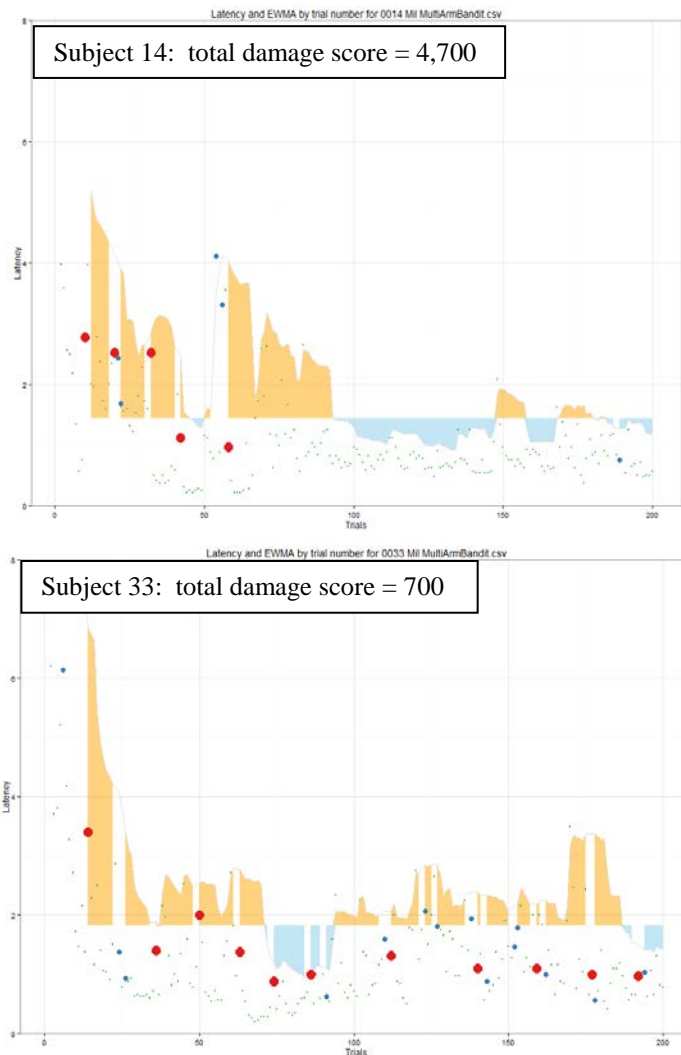 Latency and EWMA by trial number for 0014 Mil MultiArmBandit.csv
Subject 14: total damage score = 4,700
8
6
4
2
0
Latency
0 50 100 150 200
Trials
Latency and EWMA by trial number for 0033 Mil MultiArmBandit.csv
Subject 33: total damage score = 700
8
6
4
2
0
Latency
0 50 100 150 200
Trials